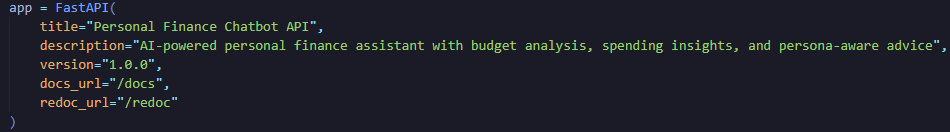 app = FastAPI(
    title="Personal Finance Chatbot API",
    description="AI-powered personal finance assistant with budget analysis, spending insights, and persona-aware advice",
    version="1.0.0",
    docs_url="/docs",
    redoc_url="/redoc"
)